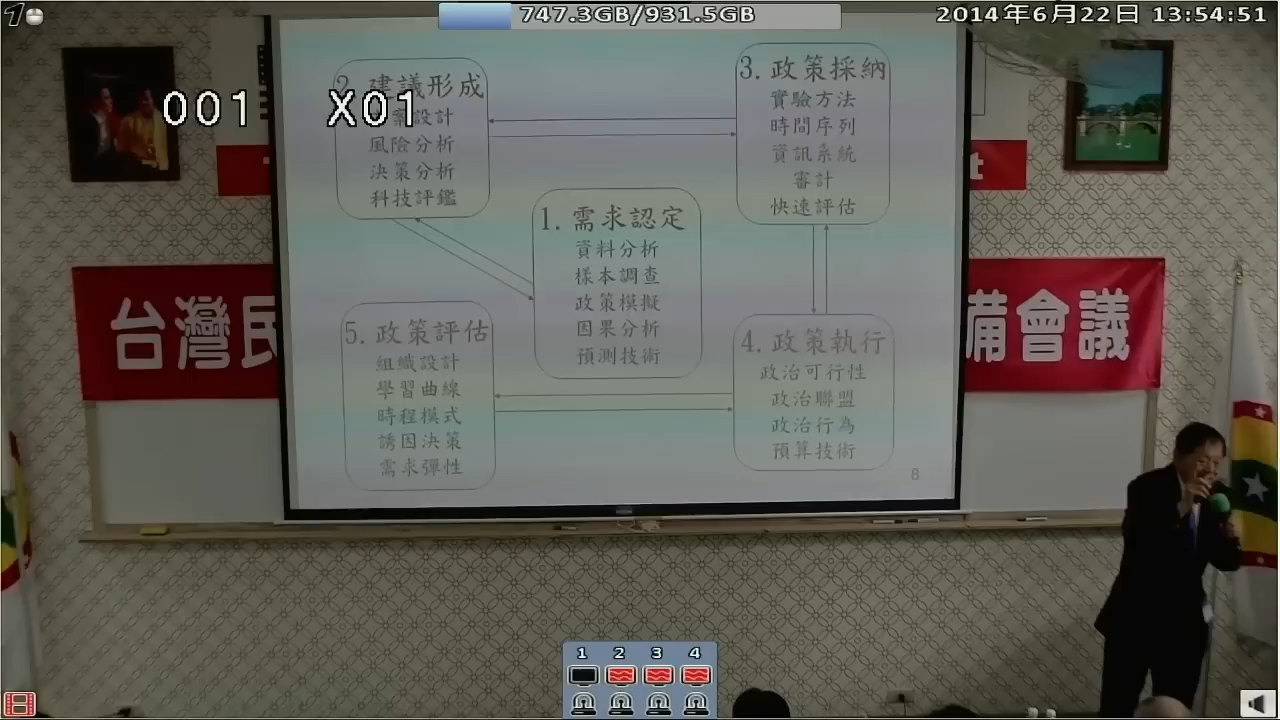 747.3GB/931.5GB
2014年6月22日 13:54:51
001 X01
2. 建議形成
設計
風險分析
決策分析
科技評鑑
3. 政策採納
實驗方法
時間序列
資訊系統
審計
快速評估
1. 需求認定
資料分析
樣本調查
政策模擬
因果分析
預測技術
5. 政策評估
組織設計
學習曲線
時程模式
誘因決策
需求彈性
4. 政策執行
政治可行性
政治聯盟
政治行為
預算技術
8
台灣民
備會議
t
1 2 3 4